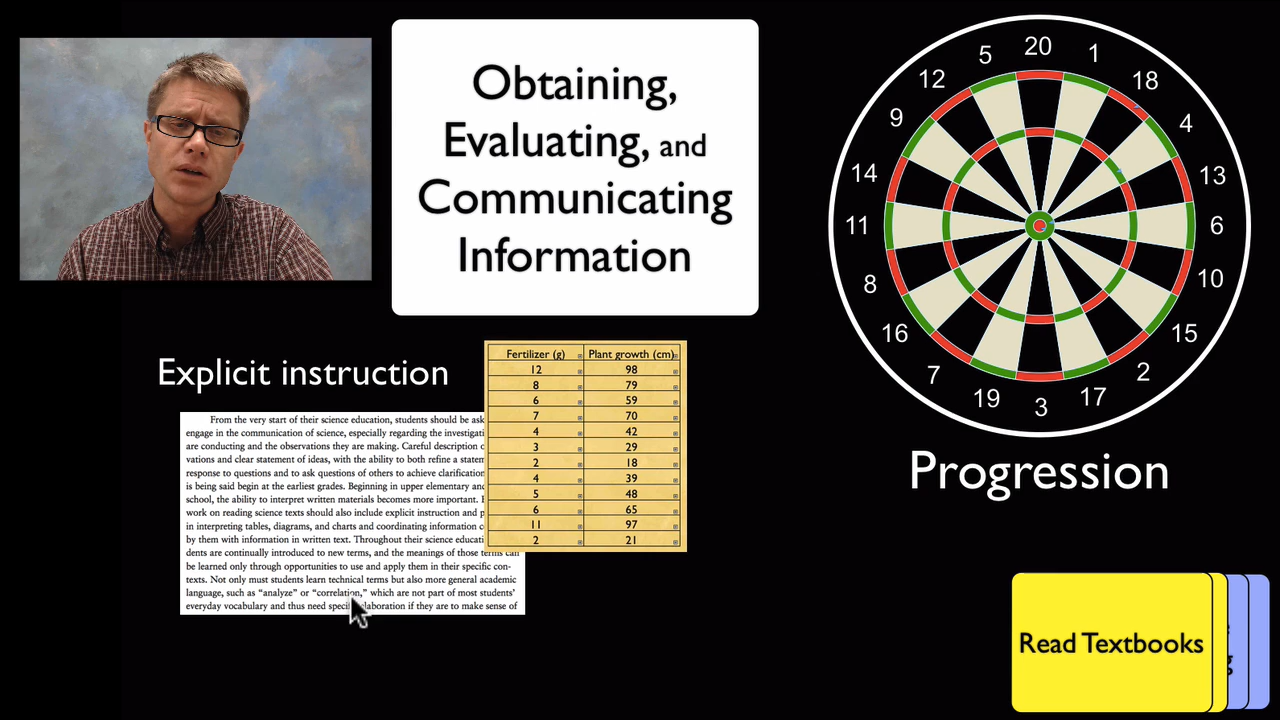 Obtaining,
Evaluating, and
Communicating
Information
20
1
18
4
13
6
10
15
2
17
3
19
7
16
8
11
14
9
12
5
Progression
Explicit instruction
From the very start of their science education, students should be ask
engage in the communication of science, especially regarding the investigati
are conducting and the observations they are making. Careful description o
vations and clear statement of ideas, with the ability to both refine a statem
response to questions and to ask questions of others to achieve clarification
is being said begin at the earliest grades. Beginning in upper elementary and
school, the ability to interpret written materials becomes more important.
work on reading science texts should also include explicit instruction and p
in interpreting tables, diagrams, and charts and coordinating information c
by them with information in written text. Throughout their science educati
dents are continually introduced to new terms, and the meanings of those terms can
be learned only through opportunities to use and apply them in their specific con-
texts. Not only must students learn technical terms but also more general academic
language, such as “analyze” or “correlation,” which are not part of most students’
everyday vocabulary and thus need specif laboration if they are to make sense of
Fertilizer (g) Plant growth (cm)
12 98
8 79
6 59
7 70
4 42
3 29
2 18
4 39
5 48
6 65
11 97
2 21
Read Textbooks